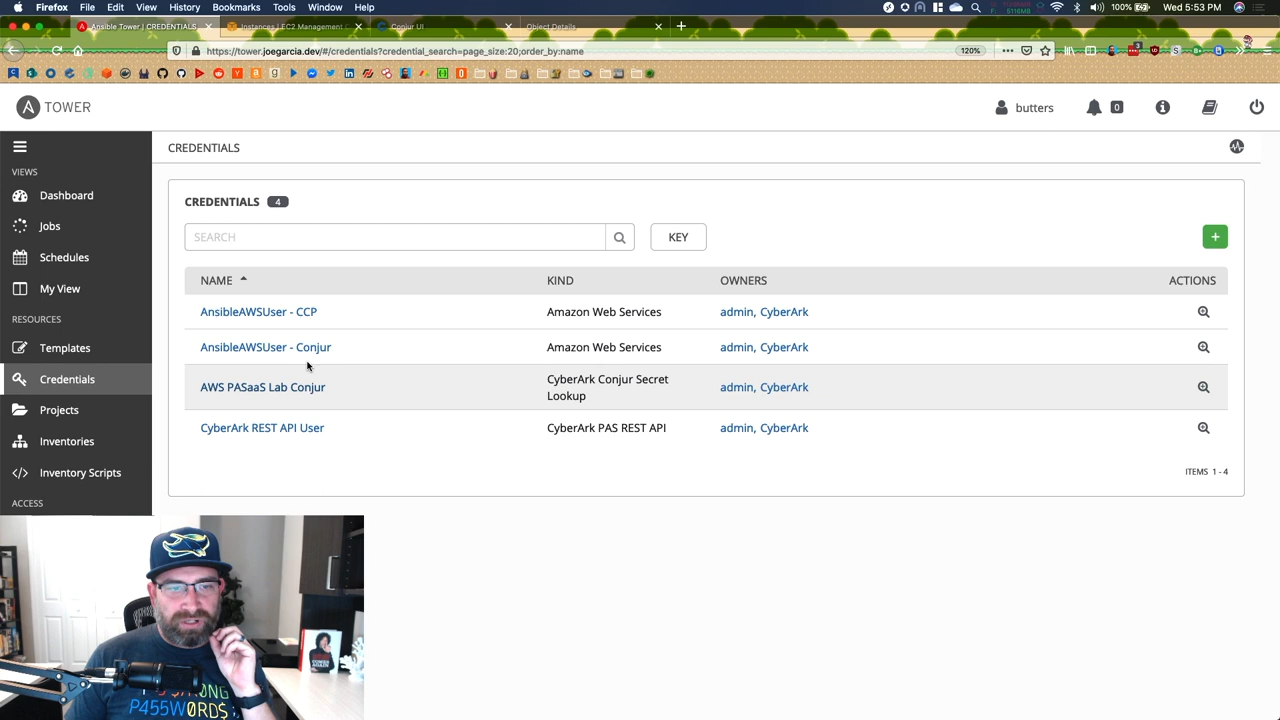 Firefox File Edit View History Bookmarks Tools Window Help 100% Wed 5:53 PM
Ansible Tower | CREDENTIALS Instances | EC2 Management Conjur UI Object Details
https://tower.joegarcia.dev/#/credentials?credential_search=page_size:20;order_by:name 120%
TOWER butters 0
CREDENTIALS
VIEWS
Dashboard
Jobs
Schedules
My View
RESOURCES
Templates
Credentials
Projects
Inventories
Inventory Scripts
ACCESS
CREDENTIALS 4
SEARCH KEY +
NAME KIND OWNERS ACTIONS
AnsibleAWSUser - CCP Amazon Web Services admin, CyberArk
AnsibleAWSUser - Conjur Amazon Web Services admin, CyberArk
AWS PASaaS Lab Conjur CyberArk Conjur Secret Lookup admin, CyberArk
CyberArk REST API User CyberArk PAS REST API admin, CyberArk
ITEMS 1 - 4
P455W0RD$